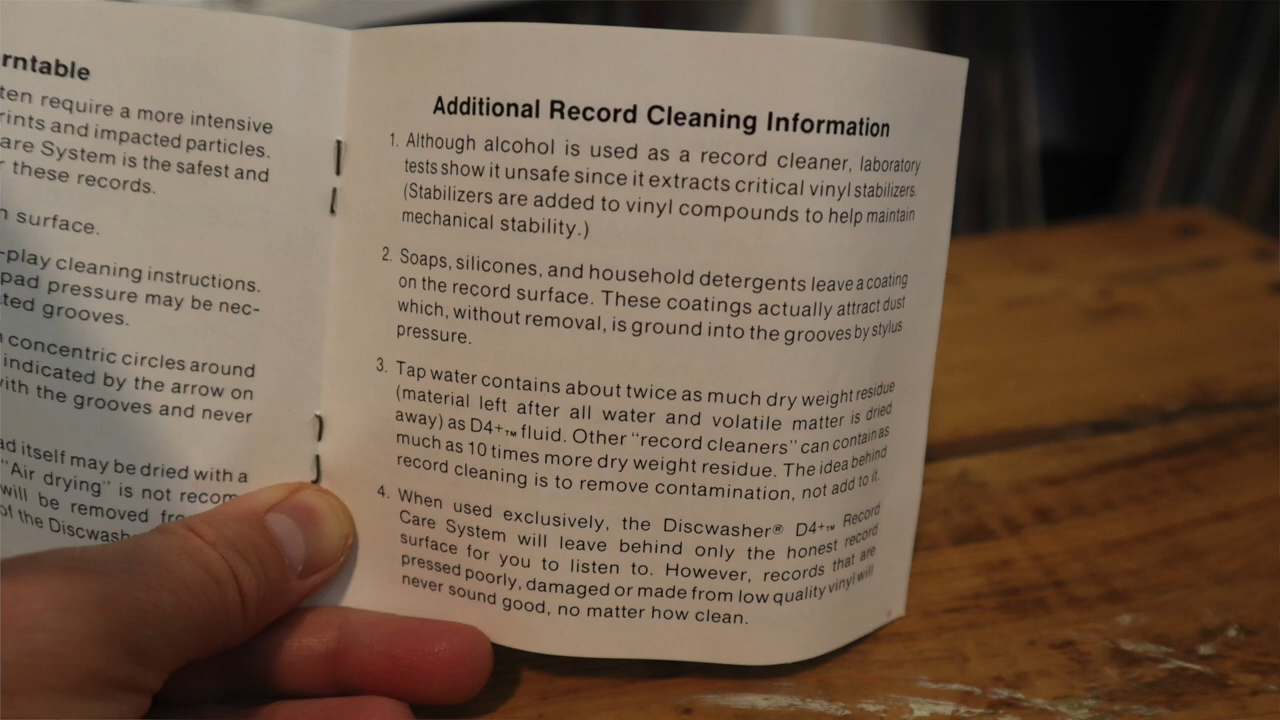 rntable
ten require a more intensive
rints and impacted particles.
are System is the safest and
r these records.
n surface.
-play cleaning instructions.
pad pressure may be nec-
ted grooves.
n concentric circles around
indicated by the arrow on
with the grooves and never
ad itself may be dried with a
"Air drying" is not recom
will be removed fro
of the Discwash
Additional Record Cleaning Information
1. Although alcohol is used as a record cleaner, laboratory
tests show it unsafe since it extracts critical vinyl stabilizers.
(Stabilizers are added to vinyl compounds to help maintain
mechanical stability.)
2. Soaps, silicones, and household detergents leave a coating
on the record surface. These coatings actually attract dust
which, without removal, is ground into the grooves by stylus
pressure.
3. Tap water contains about twice as much dry weight residue
(material left after all water and volatile matter is dried
away) as D4+™ fluid. Other "record cleaners" can contain as
much as 10 times more dry weight residue. The idea behind
record cleaning is to remove contamination, not add to it.
4. When used exclusively, the Discwasher® D4+™ Record
Care System will leave behind only the honest record
surface for you to listen to. However, records that are
pressed poorly, damaged or made from low quality vinyl will
never sound good, no matter how clean.